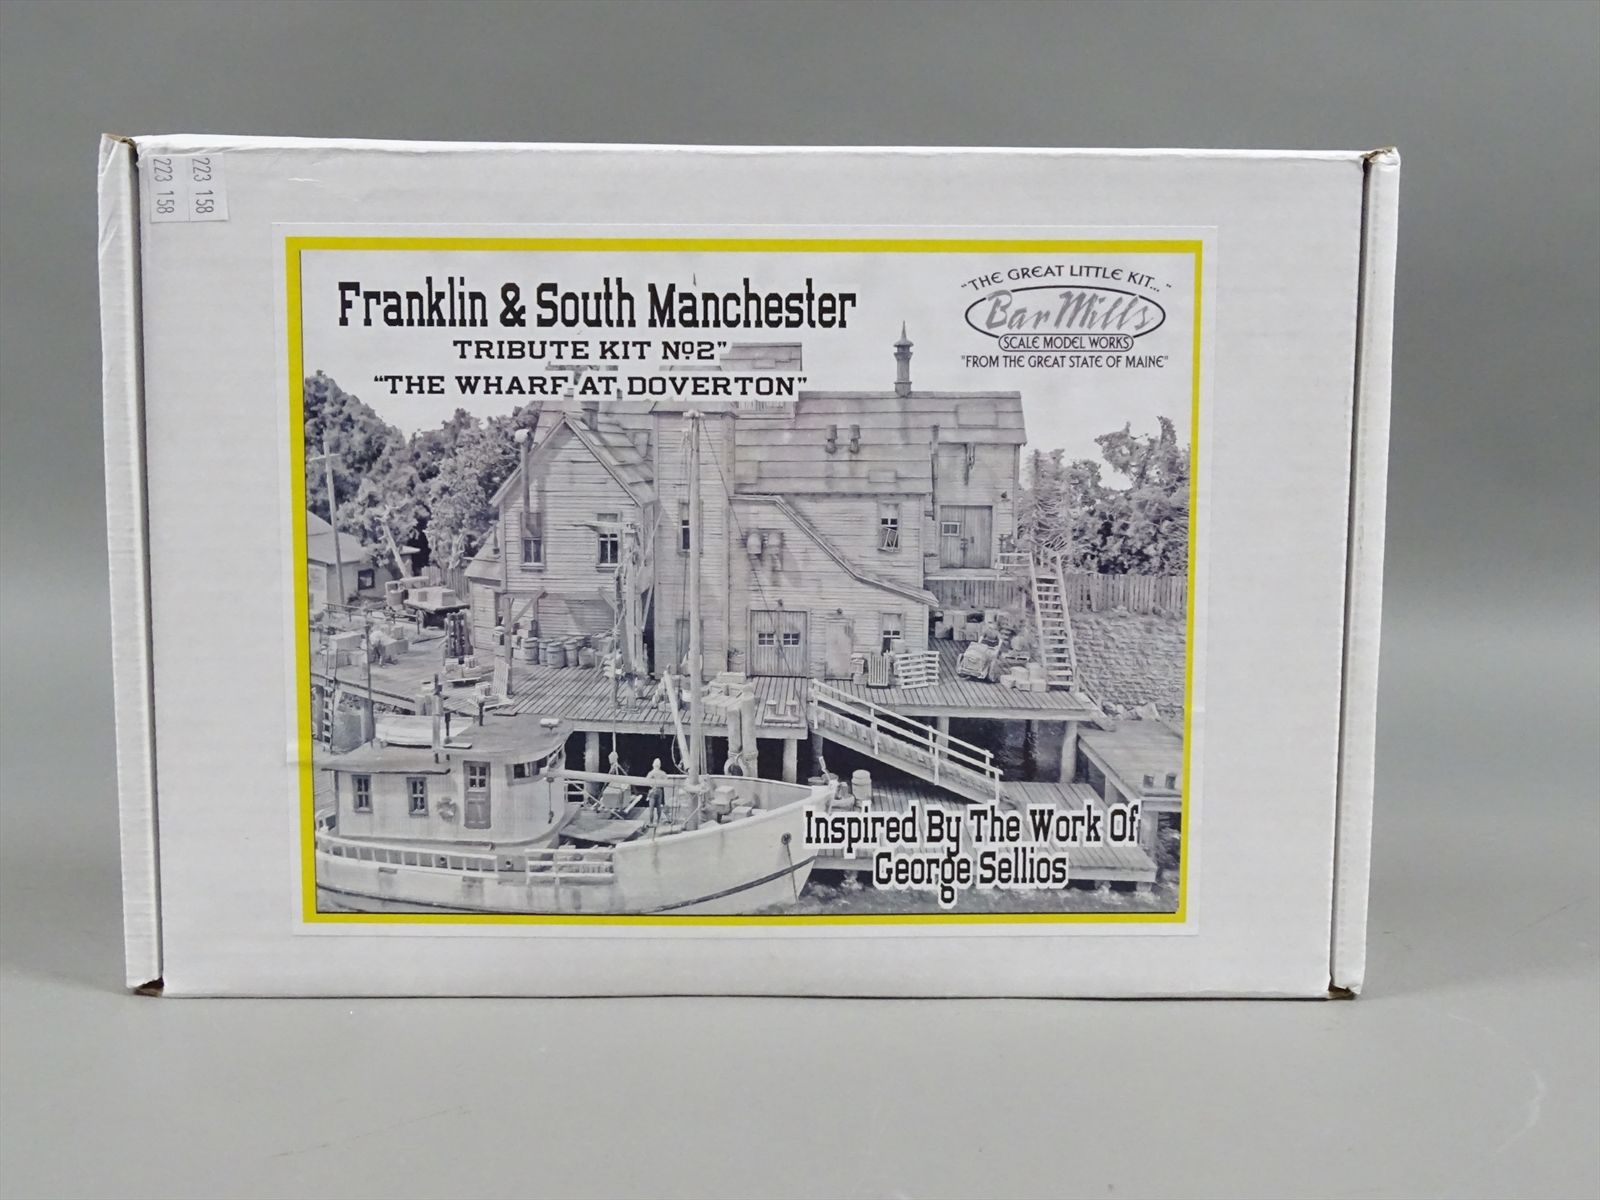 223 158
223 158
Franklin & South Manchester
TRIBUTE KIT Nº2"
"THE WHARF AT DOVERTON"
"THE GREAT LITTLE KIT... "
Bar Mills
SCALE MODEL WORKS
"FROM THE GREAT STATE OF MAINE"
Inspired By The Work Of
George Sellios